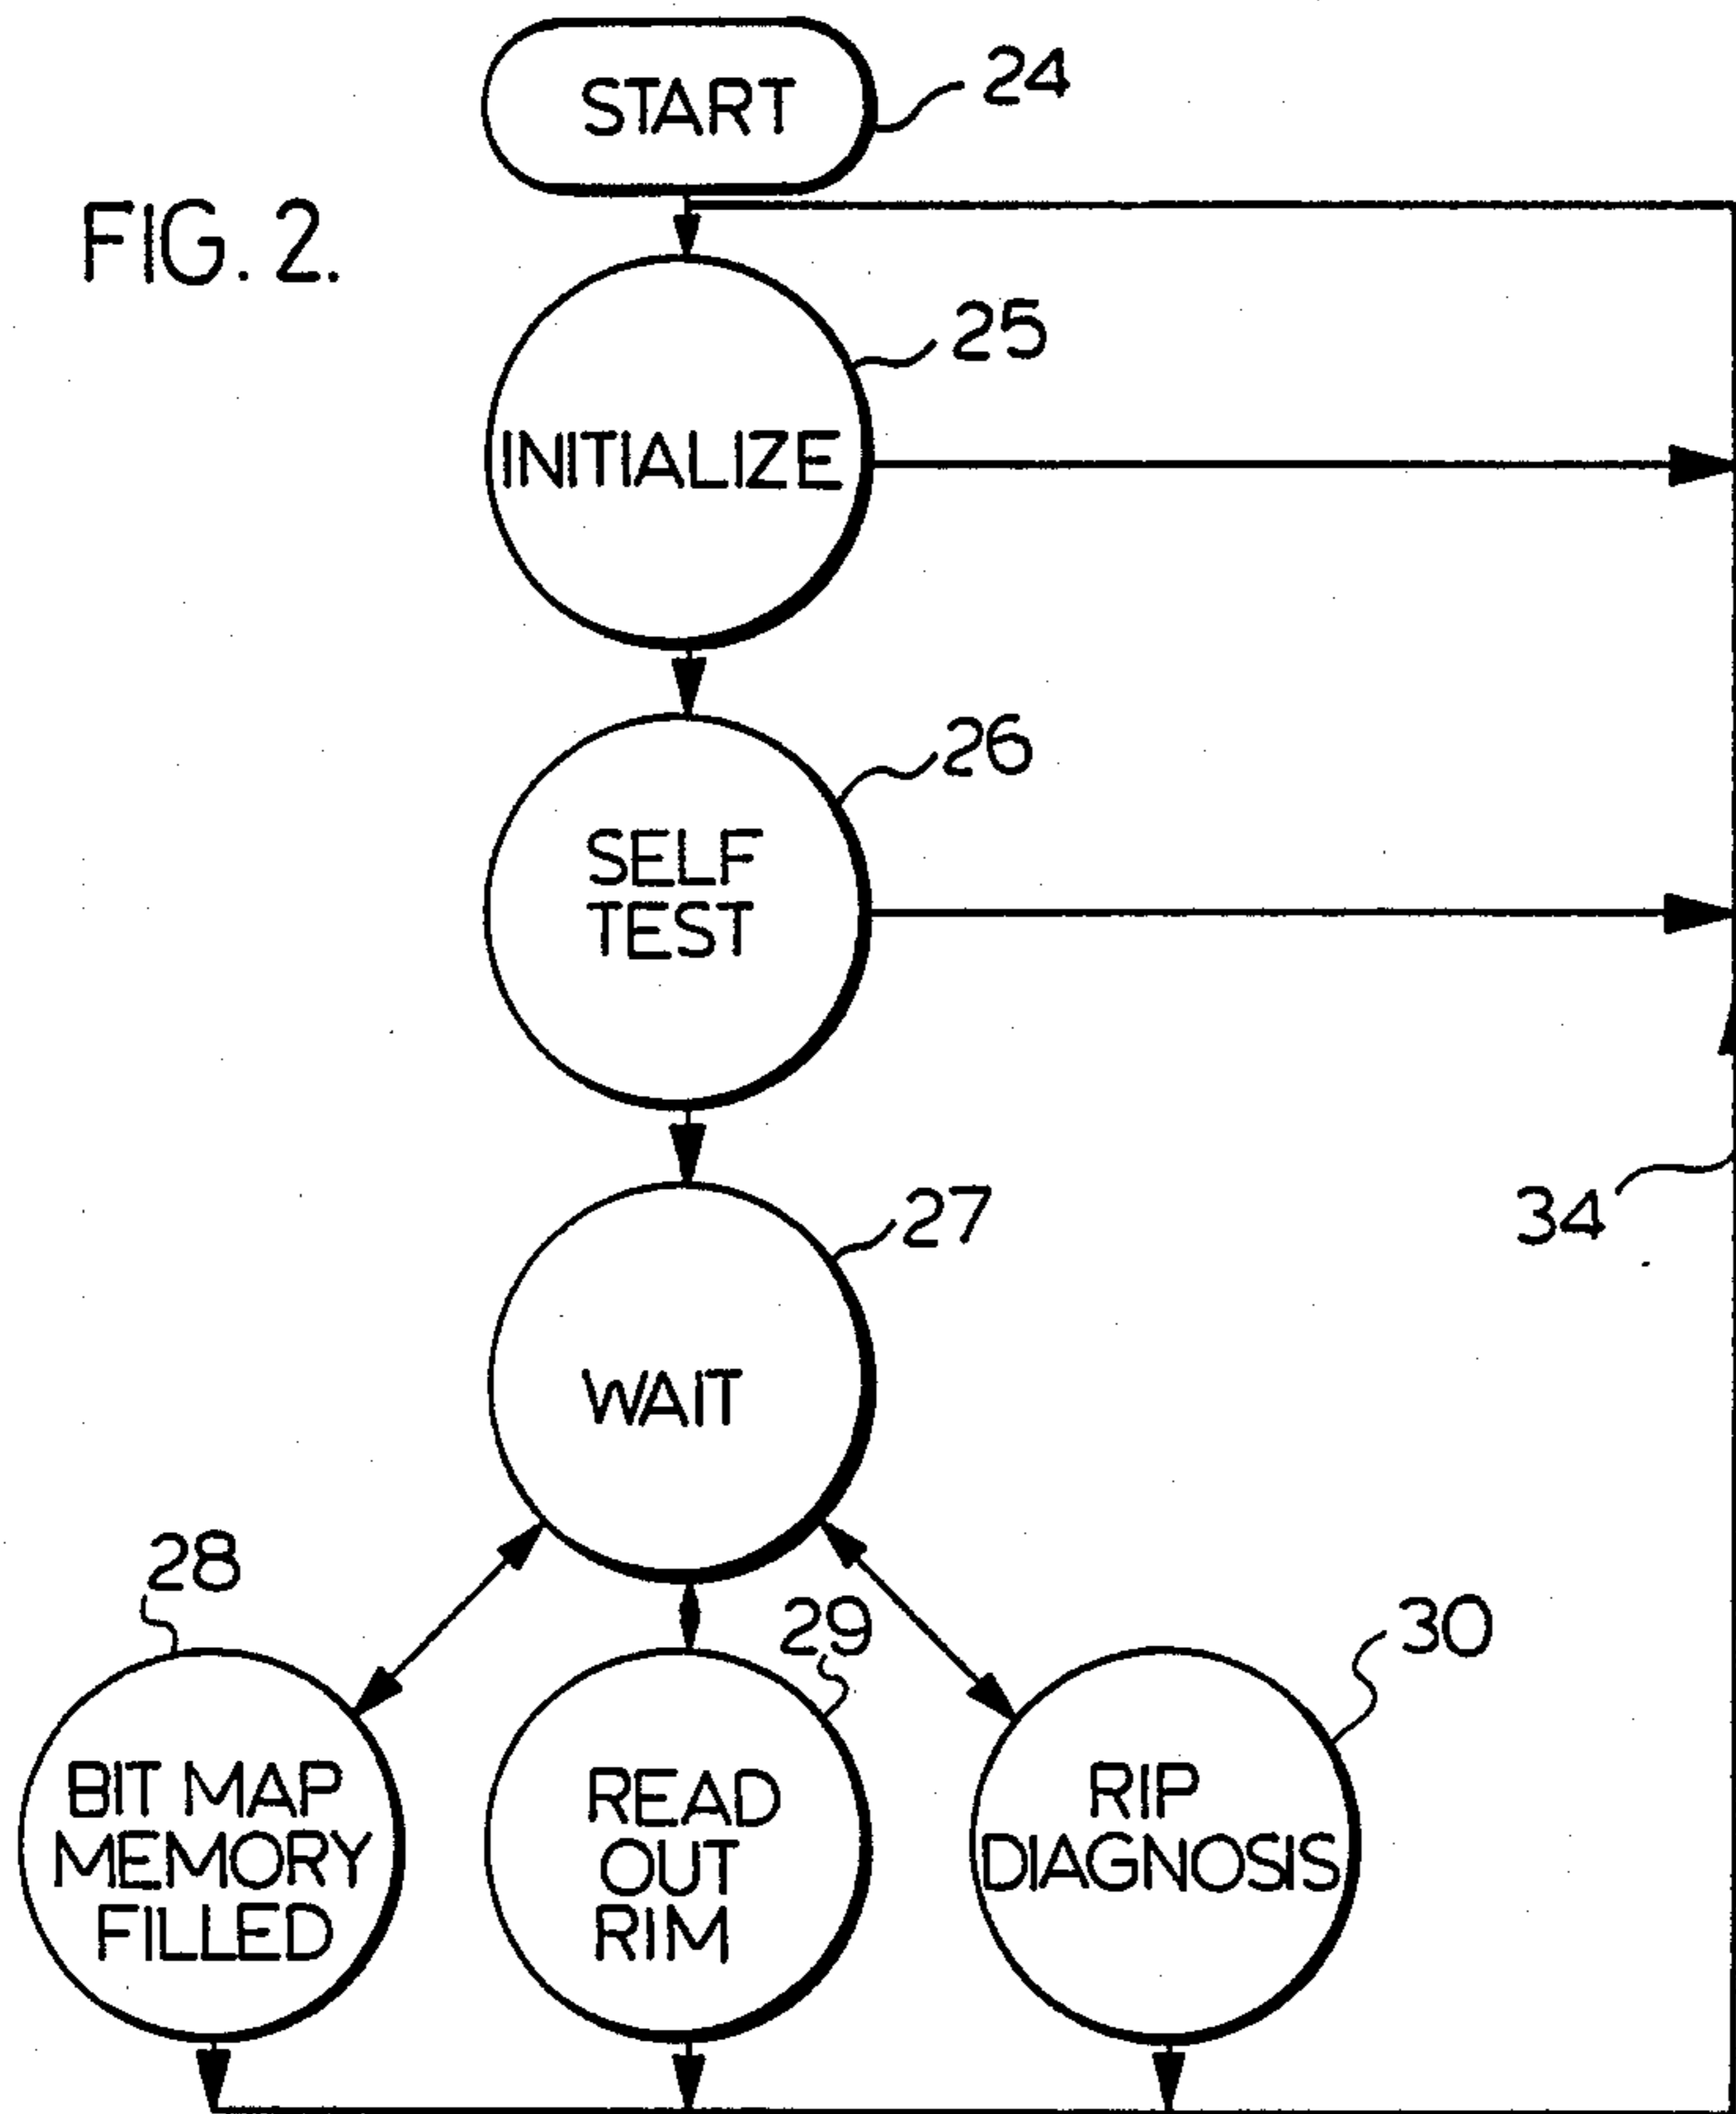 START
24
FIG. 2.
25
INITIALIZE
26
SELF
TEST
27
34
WAIT
28
29
30
BIT MAP
MEMORY
FILLED
READ
OUT
RIM
RIP
DIAGNOSIS